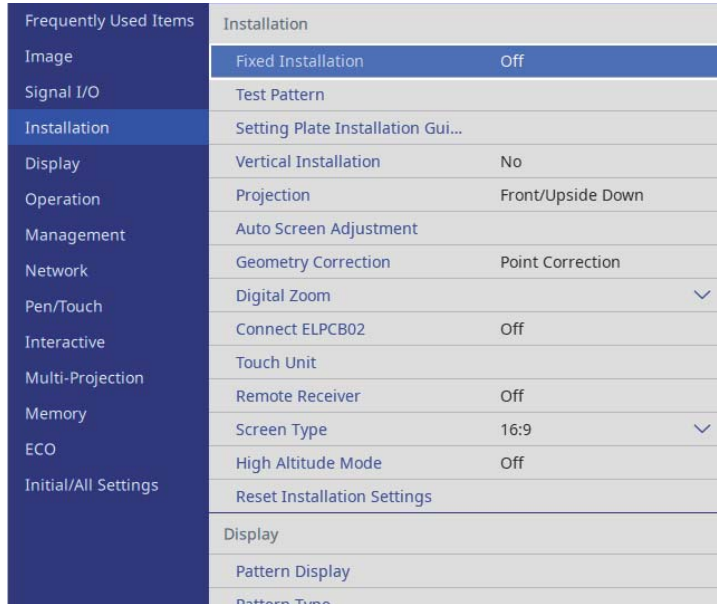 Frequently Used Items
Image
Signal I/O
Installation
Display
Operation
Management
Network
Pen/Touch
Interactive
Multi-Projection
Memory
ECO
Initial/All Settings
Installation
Fixed Installation Off
Test Pattern
Setting Plate Installation Gui...
Vertical Installation No
Projection Front/Upside Down
Auto Screen Adjustment
Geometry Correction Point Correction
Digital Zoom
Connect ELPCB02 Off
Touch Unit
Remote Receiver Off
Screen Type 16:9
High Altitude Mode Off
Reset Installation Settings
Display
Pattern Display
Pattern Type